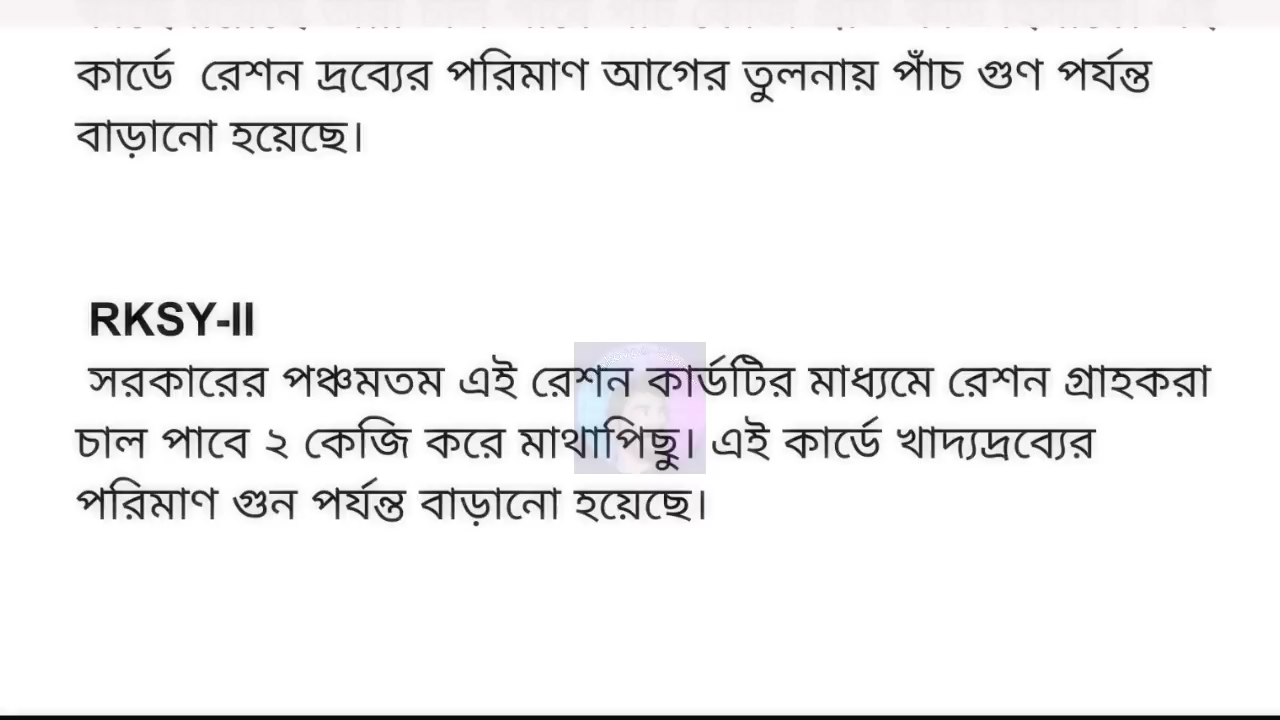 কার্ডে রেশন দ্রব্যের পরিমাণ আগের তুলনায় পাঁচ গুণ পর্যন্ত
বাড়ানো হয়েছে।
RKSY-II
সরকারের পঞ্চমতম এই রেশন কার্ডটির মাধ্যমে রেশন গ্রাহকরা
চাল পাবে ২ কেজি করে মাথাপিছু। এই কার্ডে খাদ্যদ্রব্যের
পরিমাণ গুন পর্যন্ত বাড়ানো হয়েছে।